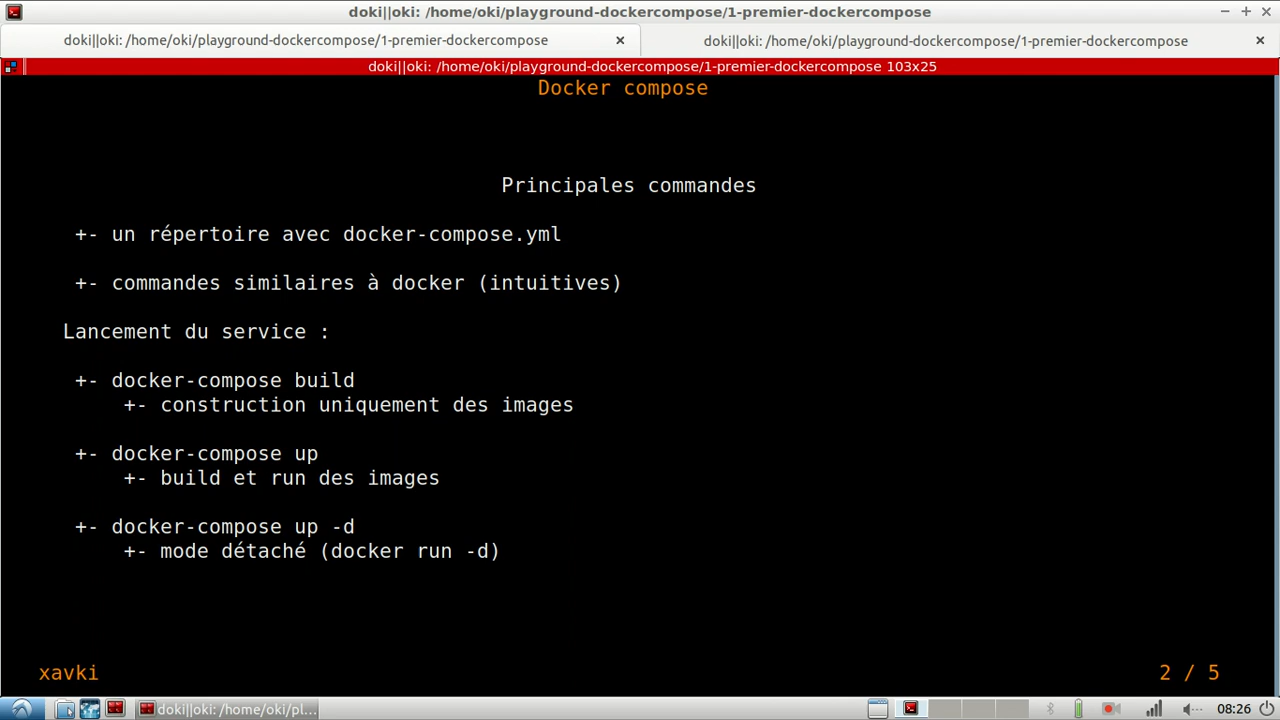 doki||oki: /home/oki/playground-dockercompose/1-premier-dockercompose
doki||oki: /home/oki/playground-dockercompose/1-premier-dockercompose
doki||oki: /home/oki/playground-dockercompose/1-premier-dockercompose
doki||oki: /home/oki/playground-dockercompose/1-premier-dockercompose 103x25
Docker compose
Principales commandes
+- un répertoire avec docker-compose.yml
+- commandes similaires à docker (intuitives)
Lancement du service :
+- docker-compose build
+- construction uniquement des images
+- docker-compose up
+- build et run des images
+- docker-compose up -d
+- mode détaché (docker run -d)
xavki
2 / 5
doki||oki: /home/oki/pl...
08:26